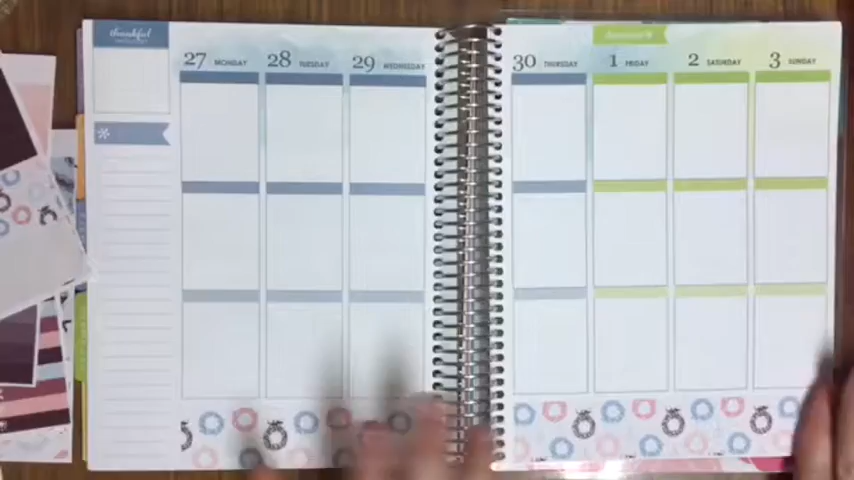 thankful
27 MONDAY
28 TUESDAY
29 WEDNESDAY
30 THURSDAY
1 FRIDAY
2 SATURDAY
3 SUNDAY